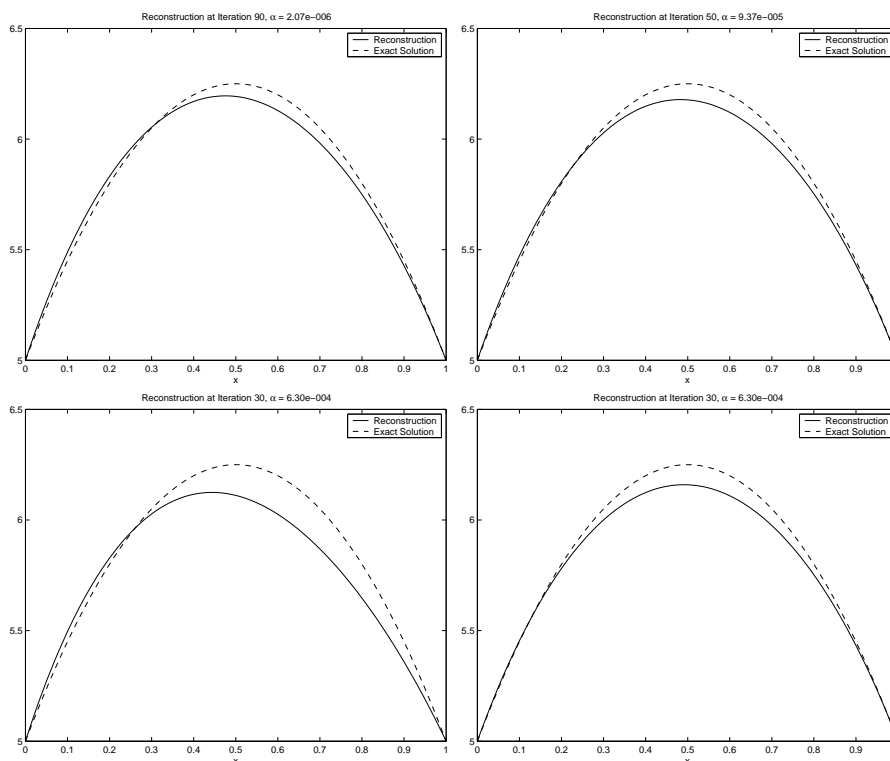 Reconstruction at Iteration 90, α = 2.07e−006
6.5
6
5.5
5
0 0.1 0.2 0.3 0.4 0.5 0.6 0.7 0.8 0.9 1
x
Reconstruction
Exact Solution
Reconstruction at Iteration 50, α = 9.37e−005
6.5
6
5.5
5
0 0.1 0.2 0.3 0.4 0.5 0.6 0.7 0.8 0.9
x
Reconstruction
Exact Solution
Reconstruction at Iteration 30, α = 6.30e−004
6.5
6
5.5
5
0 0.1 0.2 0.3 0.4 0.5 0.6 0.7 0.8 0.9 1
Reconstruction
Exact Solution
Reconstruction at Iteration 30, α = 6.30e−004
6.5
6
5.5
5
0 0.1 0.2 0.3 0.4 0.5 0.6 0.7 0.8 0.9
Reconstruction
Exact Solution